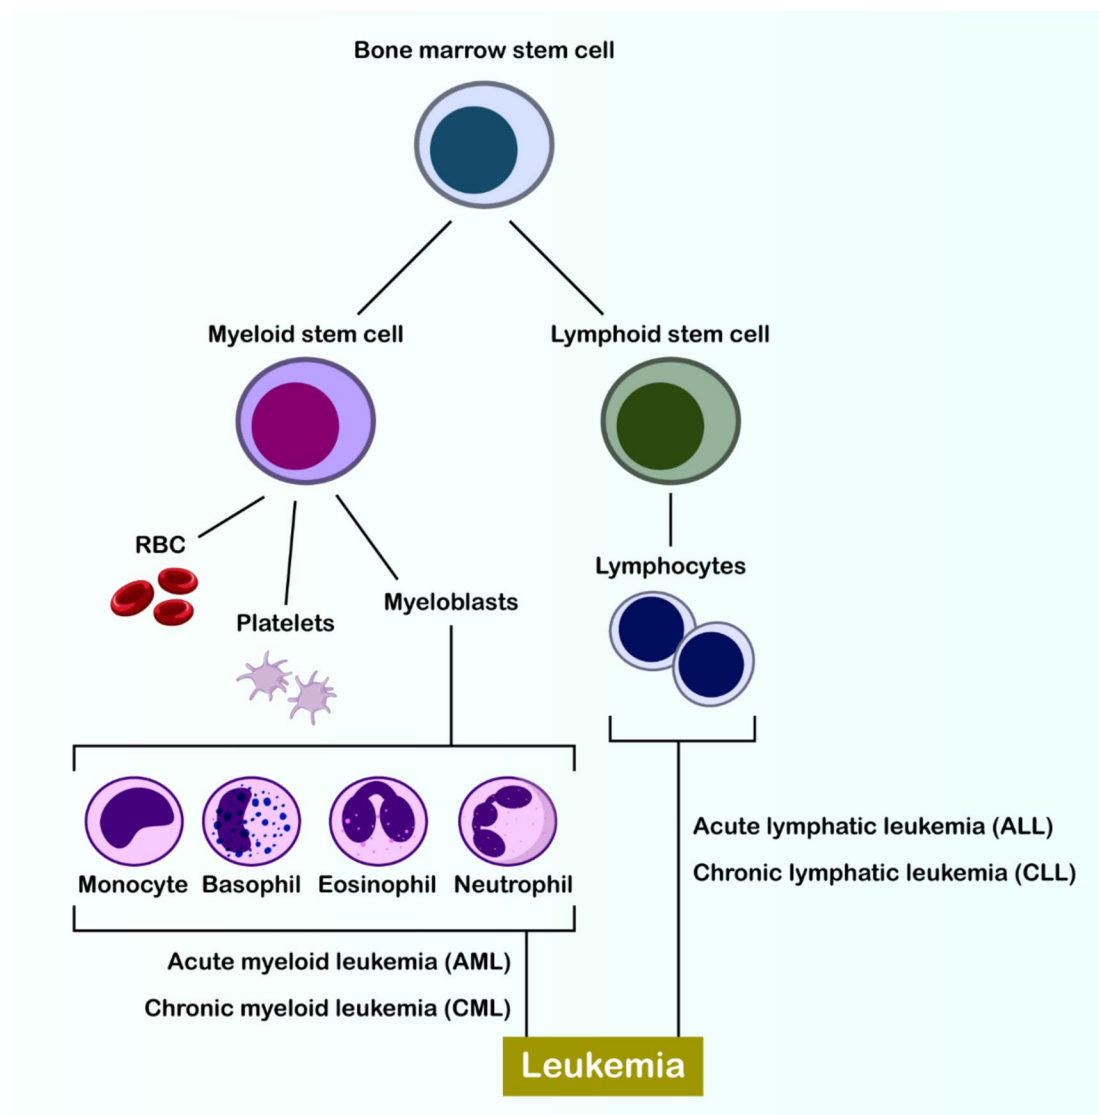 Bone marrow stem cell
Myeloid stem cell
Lymphoid stem cell
RBC
Platelets
Myeloblasts
Lymphocytes
Monocyte
Basophil
Eosinophil
Neutrophil
Acute lymphatic leukemia (ALL)
Chronic lymphatic leukemia (CLL)
Acute myeloid leukemia (AML)
Chronic myeloid leukemia (CML)
Leukemia